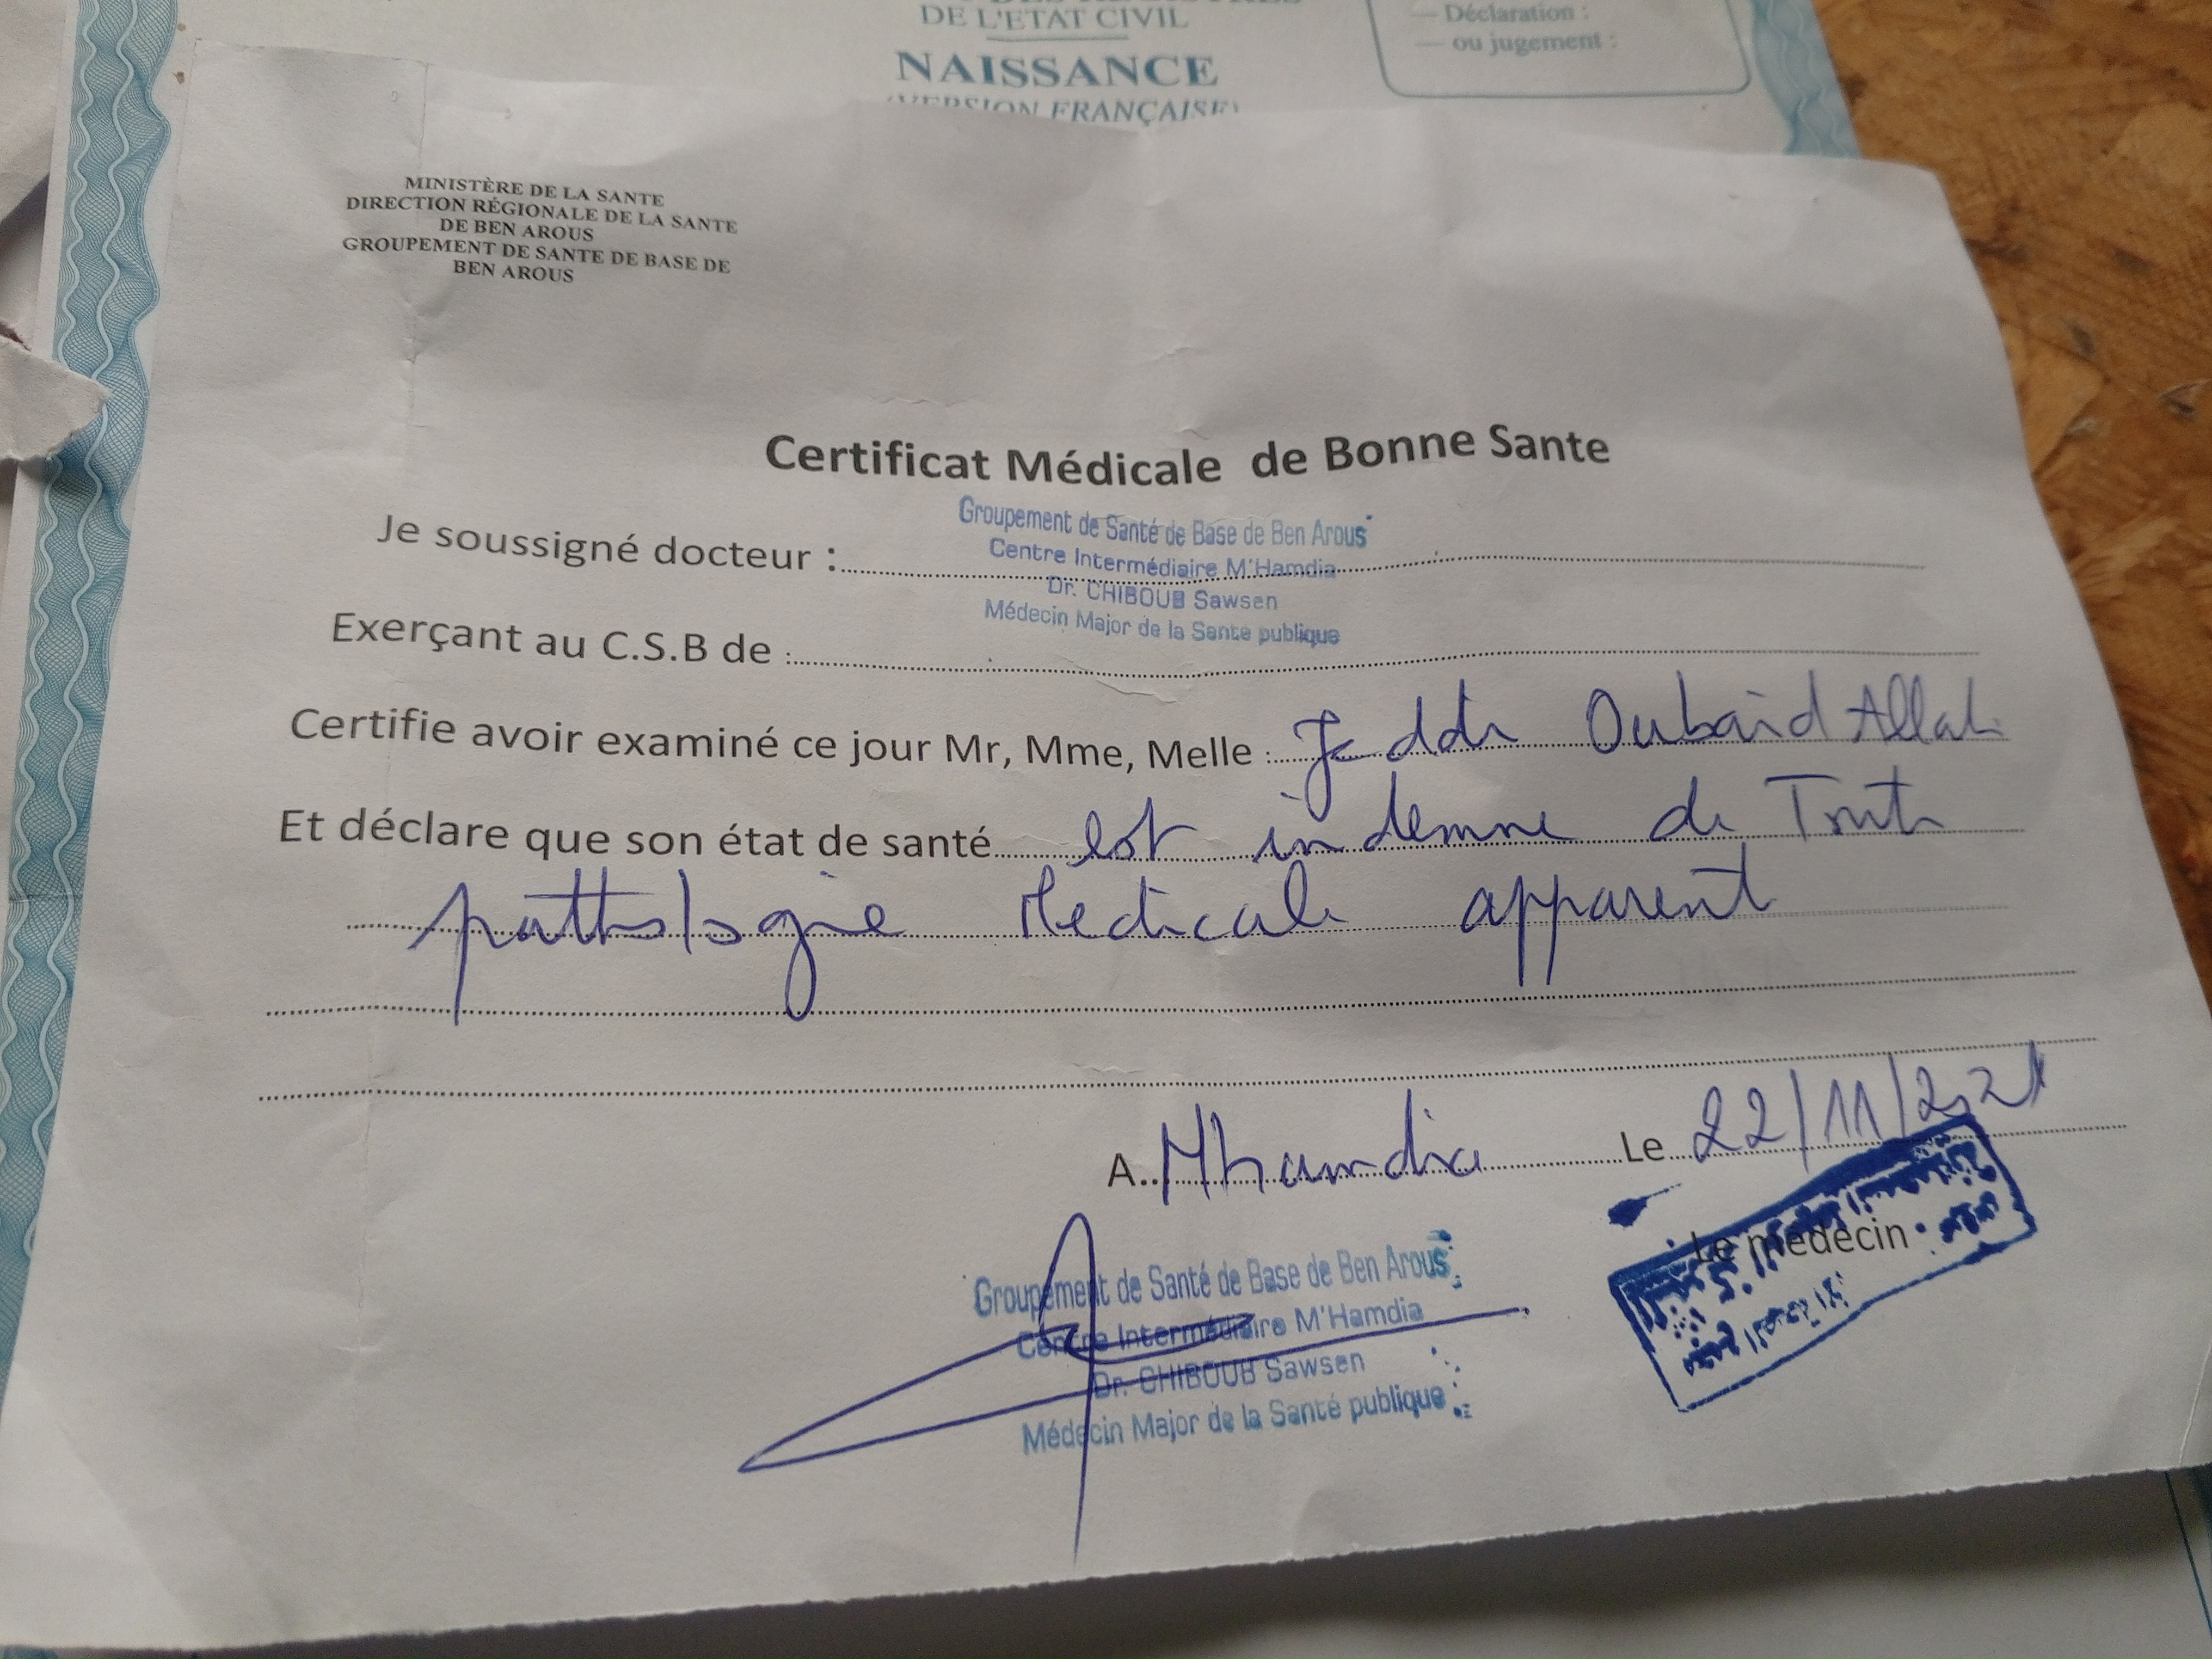 DE L'ETAT CIVIL
NAISSANCE
(VERSION FRANÇAISE)
— Déclaration :
— ou jugement :
MINISTÈRE DE LA SANTE
DIRECTION RÉGIONALE DE LA SANTE
DE BEN AROUS
GROUPEMENT DE SANTE DE BASE DE
BEN AROUS
Certificat Médicale de Bonne Sante
Groupement de Santé de Base de Ben Arous
Centre Intermédiaire M'Hamdia
Dr. CHIBOUB Sawsen
Médecin Major de la Santé publique
Je soussigné docteur :
Exerçant au C.S.B de :
Certifie avoir examiné ce jour Mr, Mme, Melle : Jeddi Oubaid Allah
Et déclare que son état de santé est indemne de Toute
pathologie Medicale apparent
A Mhamdia Le 22/11/2021
Le médecin
Groupement de Santé de Base de Ben Arous
Centre Intermédiaire M'Hamdia
Dr. CHIBOUB Sawsen
Médecin Major de la Santé publique